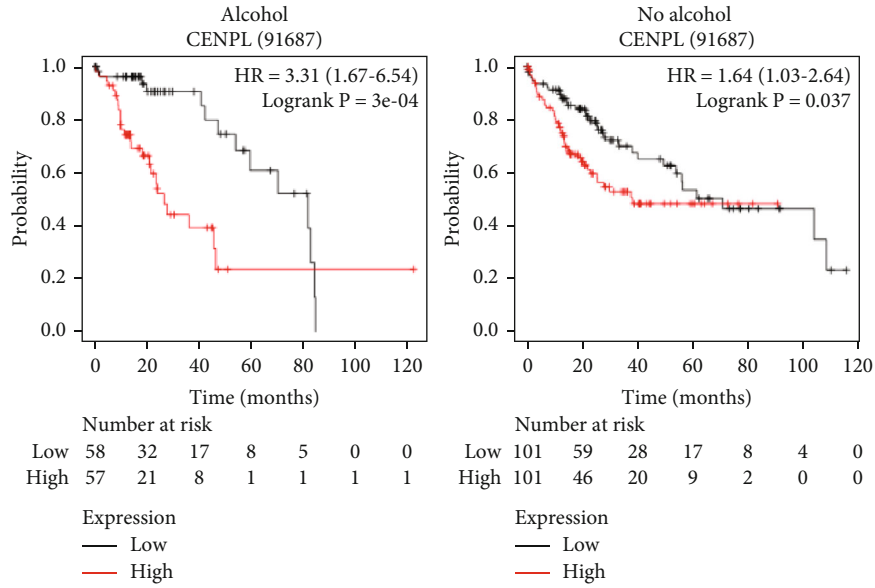 Alcohol
CENPL (91687)
HR = 3.31 (1.67-6.54)
Logrank P = 3e-04
Probability
1.0
0.8
0.6
0.4
0.2
0.0
0 20 40 60 80 100 120
Time (months)
Number at risk
Low 58 32 17 8 5 0 0
High 57 21 8 1 1 1 1
Expression
Low
High
No alcohol
CENPL (91687)
HR = 1.64 (1.03-2.64)
Logrank P = 0.037
Probability
1.0
0.8
0.6
0.4
0.2
0.0
0 20 40 60 80 100 120
Time (months)
Number at risk
Low 101 59 28 17 8 4 0
High 101 46 20 9 2 0 0
Expression
Low
High